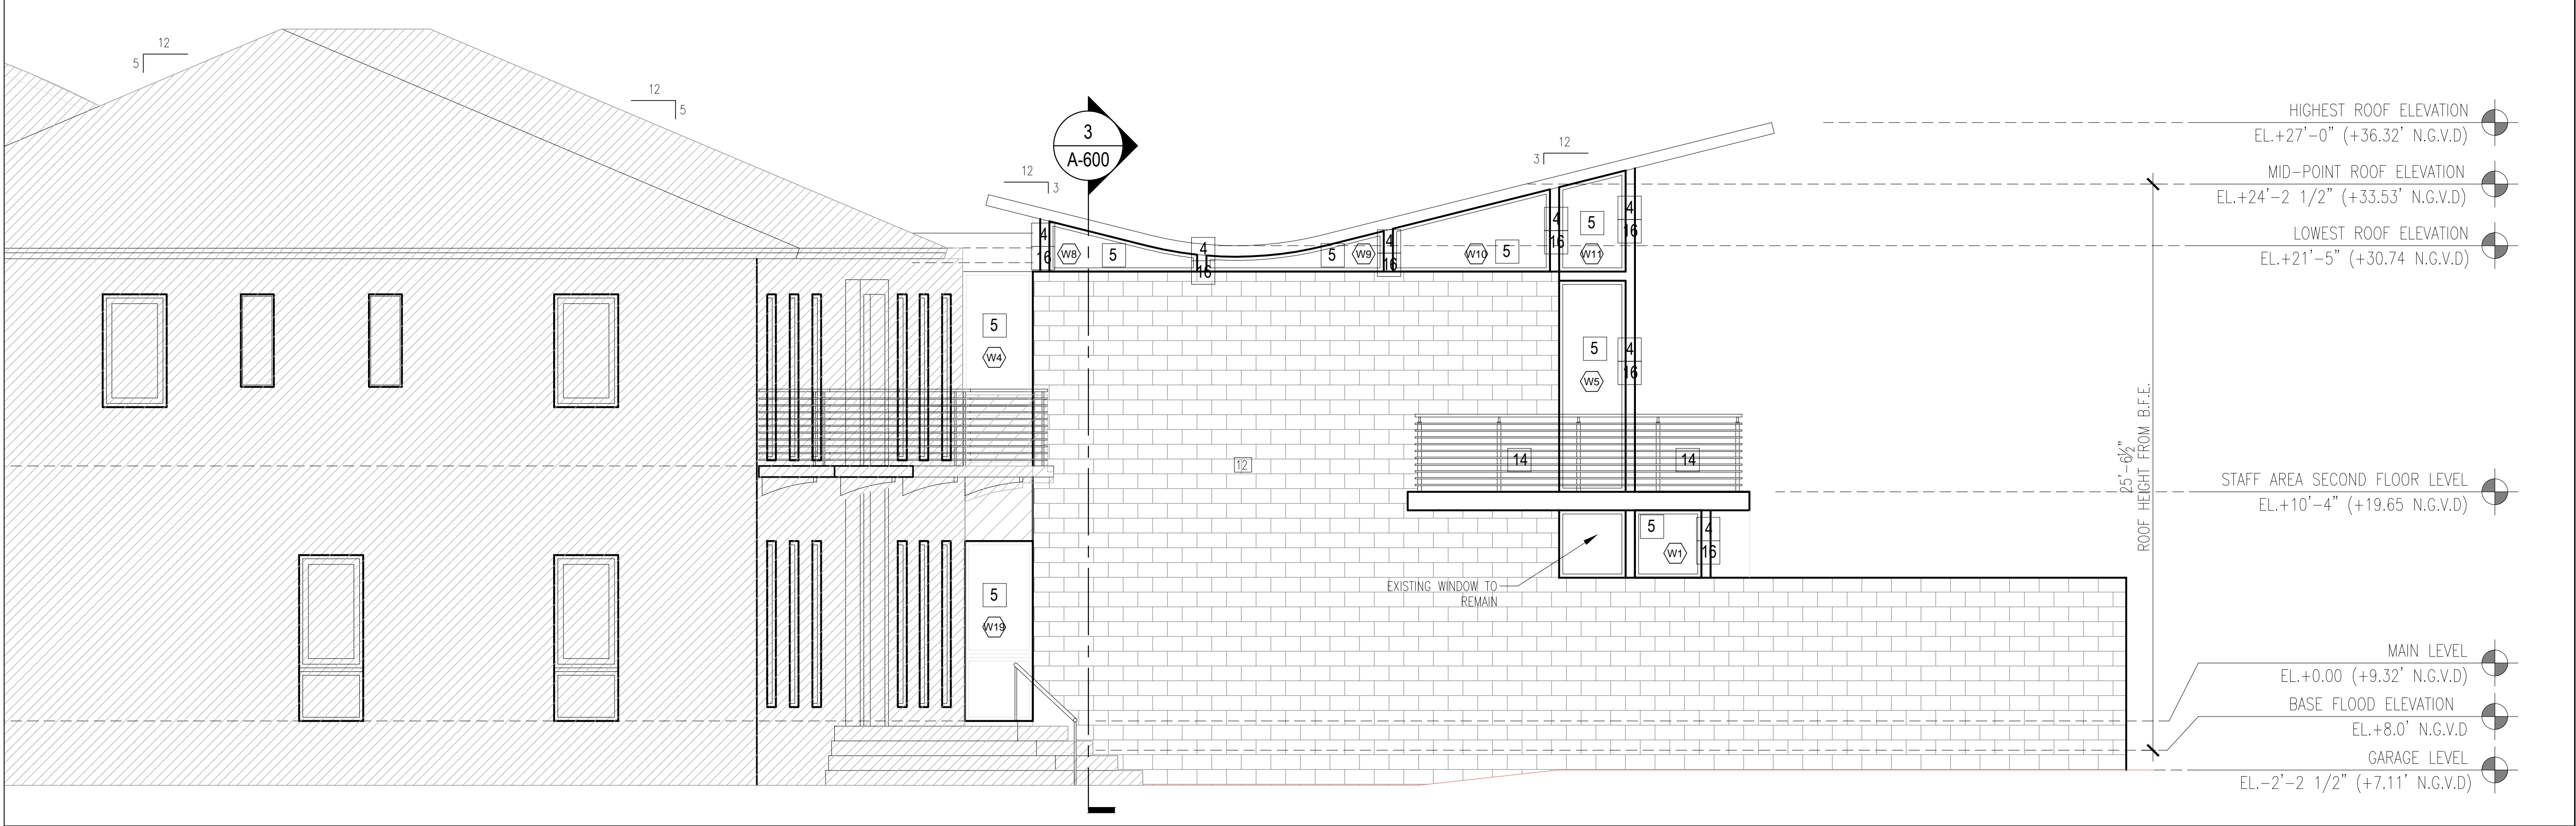 12
5
12
5
3
A-600
12
3
12
3
HIGHEST ROOF ELEVATION
EL.+27'-0" (+36.32' N.G.V.D)
MID-POINT ROOF ELEVATION
EL.+24'-2 1/2" (+33.53' N.G.V.D)
LOWEST ROOF ELEVATION
EL.+21'-5" (+30.74 N.G.V.D)
4
16
W8
5
4
16
5
W9
4
16
W10
5
4
16
5
W11
4
16
5
W4
5
W5
4
16
12
14
14
25'-6½"
ROOF HEIGHT FROM B.F.E.
STAFF AREA SECOND FLOOR LEVEL
EL.+10'-4" (+19.65 N.G.V.D)
5
W1
4
16
EXISTING WINDOW TO
REMAIN
5
W19
MAIN LEVEL
EL.+0.00 (+9.32' N.G.V.D)
BASE FLOOD ELEVATION
EL.+8.0' N.G.V.D
GARAGE LEVEL
EL.-2'-2 1/2" (+7.11' N.G.V.D)